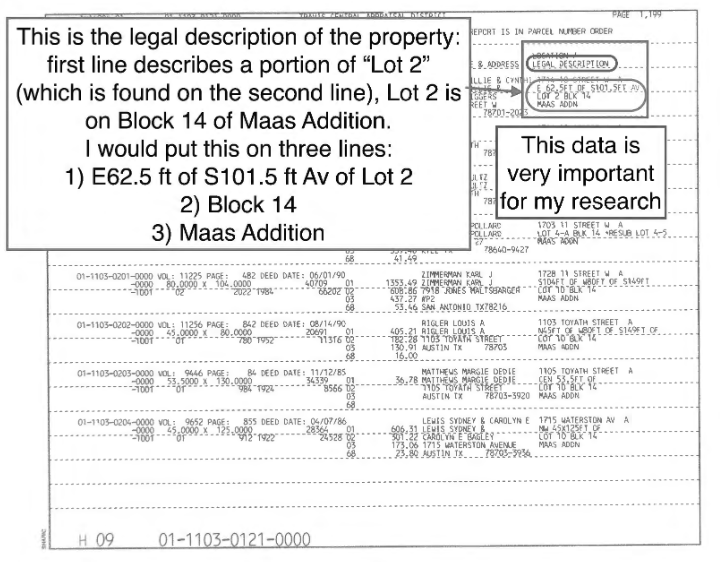 01-1103-0121-0000 TRAVIS CENTRAL APPRAISAL DISTRICT PAGE 1,199
REPORT IS IN PARCEL NUMBER ORDER
This is the legal description of the property:
first line describes a portion of “Lot 2”
(which is found on the second line), Lot 2 is
on Block 14 of Maas Addition.
I would put this on three lines:
1) E62.5 ft of S101.5 ft Av of Lot 2
2) Block 14
3) Maas Addition
& ADDRESS LEGAL DESCRIPTION
E 62.5FT OF S101.5FT AV
LOT 2 BLK 14
MAAS ADDN
This data is
very important
for my research
POLLARD 1703 11 STREET W A
POLLARD LOT 4-A BLK 14 *RESUB LOT 4-5
MAAS ADDN
78640-9427
68 41.49
01-1103-0201-0000 VOL: 11225 PAGE: 482 DEED DATE: 06/01/90 ZIMMERMAN KARL J 1728 11 STREET W A
-0000 80.0000 X 104.0000 40709 01 1353.49 ZIMMERMAN KARL J S104FT OF W80FT OF S149FT
-1001 02 2022 1984 66202 02 608.86 7918 JONES MALTSBARGER LOT 10 BLK 14
03 437.27 #P2 MAAS ADDN
68 53.46 SAN ANTONIO TX78216
01-1103-0202-0000 VOL: 11256 PAGE: 842 DEED DATE: 08/14/90 RIGLER LOUIS A 1103 TOYATH STREET A
-0000 45.0000 X 80.0000 20691 01 405.21 RIGLER LOUIS A N45FT OF W80FT OF S149FT OF
-1001 01 780 1952 11316 02 182.28 1103 TOYATH STREET LOT 10 BLK 14
03 130.91 AUSTIN TX 78703 MAAS ADDN
68 16.00
01-1103-0203-0000 VOL: 9446 PAGE: 84 DEED DATE: 11/12/85 MATTHEWS MARGIE DEDIE 1105 TOYATH STREET A
-0000 53.5000 X 130.0000 34339 01 36.78 MATTHEWS MARGIE DEDIE CEN 53.5FT OF
-1001 01 984 1924 8566 02 1105 TOYATH STREET LOT 10 BLK 14
03 AUSTIN TX 78703-3920 MAAS ADDN
68
01-1103-0204-0000 VOL: 9652 PAGE: 855 DEED DATE: 04/07/86 LEWIS SYDNEY & CAROLYN E 1715 WATERSTON AV A
-0000 45.0000 X 125.0000 28364 01 606.31 LEWIS SYDNEY & NW 45X125FT OF
-1001 01 912 1922 24528 02 301.22 CAROLYN E BAGLEY LOT 10 BLK 14
03 173.06 1715 WATERSTON AVENUE MAAS ADDN
68 23.80 AUSTIN TX 78703-3936
H 09 01-1103-0121-0000